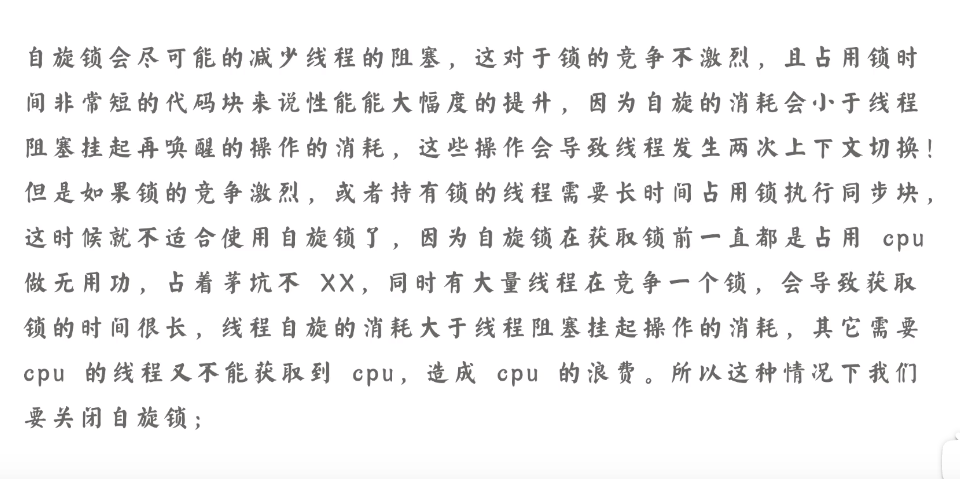 自旋锁会尽可能的减少线程的阻塞，这对于锁的竞争不激烈，且占用锁时
间非常短的代码块来说性能能大幅度的提升，因为自旋的消耗会小于线程
阻塞挂起再唤醒的操作的消耗，这些操作会导致线程发生两次上下文切换！
但是如果锁的竞争激烈，或者持有锁的线程需要长时间占用锁执行同步块，
这时候就不适合使用自旋锁了，因为自旋锁在获取锁前一直都是占用 cpu
做无用功，占着茅坑不 XX，同时有大量线程在竞争一个锁，会导致获取
锁的时间很长，线程自旋的消耗大于线程阻塞挂起操作的消耗，其它需要
cpu 的线程又不能获取到 cpu，造成 cpu 的浪费。所以这种情况下我们
要关闭自旋锁；